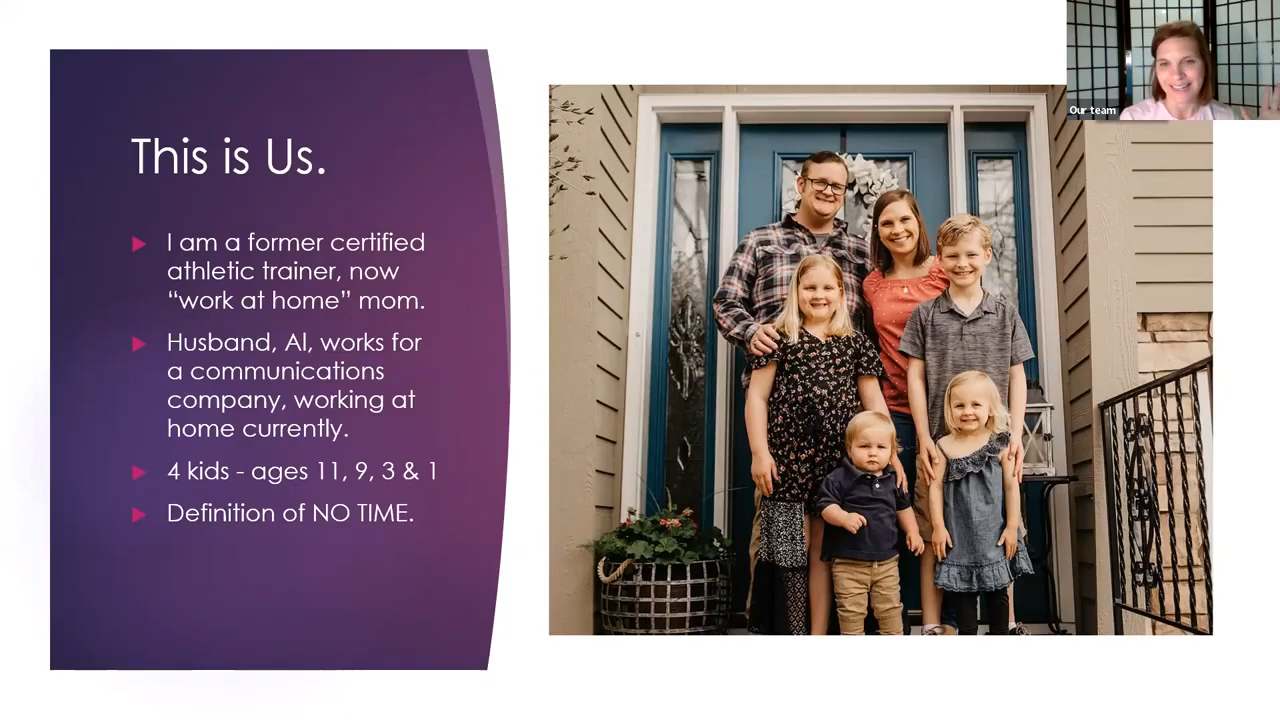 This is Us.
I am a former certified
athletic trainer, now
“work at home” mom.
Husband, Al, works for
a communications
company, working at
home currently.
4 kids - ages 11, 9, 3 & 1
Definition of NO TIME.
Our team